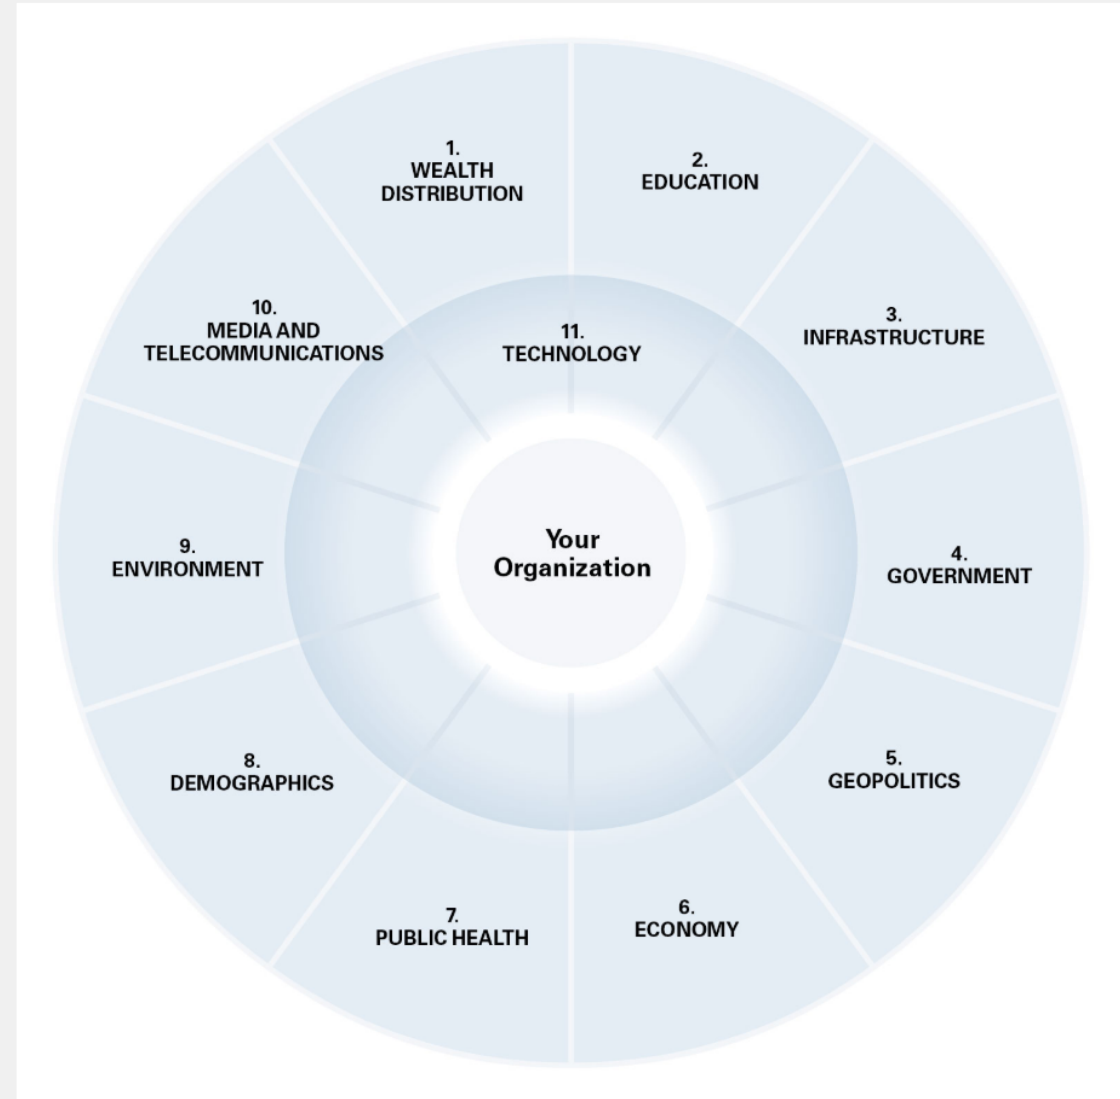 1.
WEALTH
DISTRIBUTION
2.
EDUCATION
3.
INFRASTRUCTURE
4.
GOVERNMENT
5.
GEOPOLITICS
6.
ECONOMY
7.
PUBLIC HEALTH
8.
DEMOGRAPHICS
9.
ENVIRONMENT
10.
MEDIA AND
TELECOMMUNICATIONS
11.
TECHNOLOGY
Your
Organization